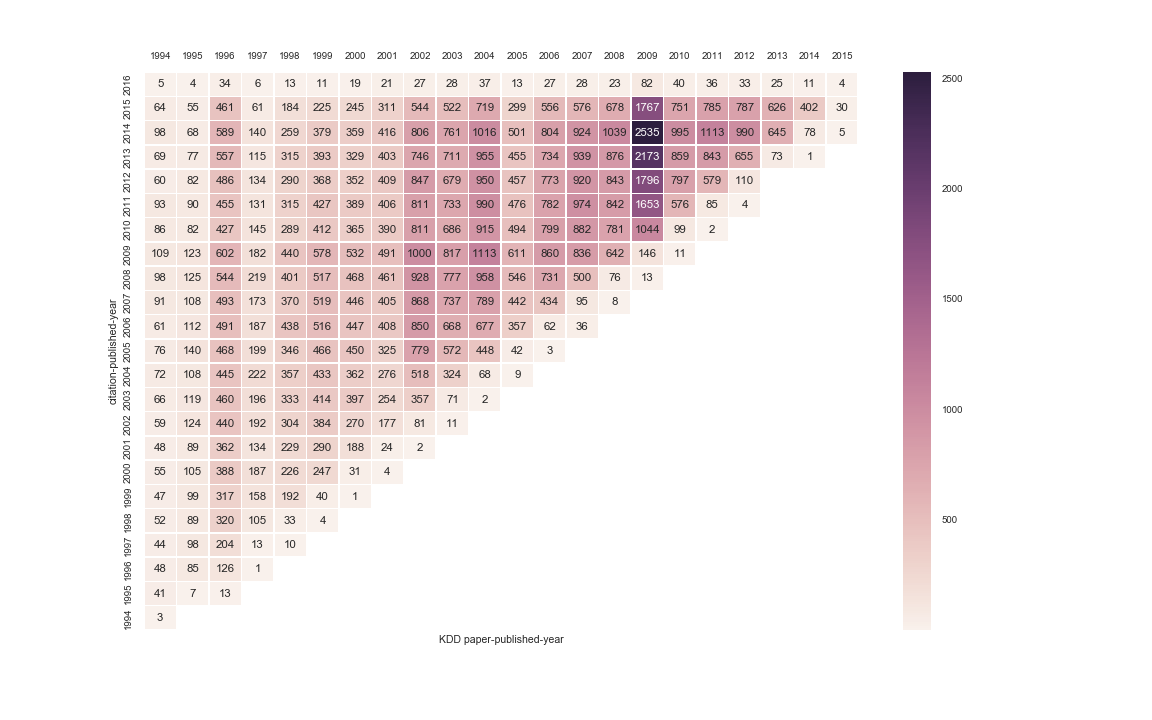 1994 1995 1996 1997 1998 1999 2000 2001 2002 2003 2004 2005 2006 2007 2008 2009 2010 2011 2012 2013 2014 2015
2016 5 4 34 6 13 11 19 21 27 28 37 13 27 28 23 82 40 36 33 25 11 4
2015 64 55 461 61 184 225 245 311 544 522 719 299 556 576 678 1767 751 785 787 626 402 30
2014 98 68 589 140 259 379 359 416 806 761 1016 501 804 924 1039 2535 995 1113 990 645 78 5
2013 69 77 557 115 315 393 329 403 746 711 955 455 734 939 876 2173 859 843 655 73 1
2012 60 82 486 134 290 368 352 409 847 679 950 457 773 920 843 1796 797 579 110
2011 93 90 455 131 315 427 389 406 811 733 990 476 782 974 842 1653 576 85 4
2010 86 82 427 145 289 412 365 390 811 686 915 494 799 882 781 1044 99 2
2009 109 123 602 182 440 578 532 491 1000 817 1113 611 860 836 642 146 11
2008 98 125 544 219 401 517 468 461 928 777 958 546 731 500 76 13
2007 91 108 493 173 370 519 446 405 868 737 789 442 434 95 8
2006 61 112 491 187 438 516 447 408 850 668 677 357 62 36
2005 76 140 468 199 346 466 450 325 779 572 448 42 3
2004 72 108 445 222 357 433 362 276 518 324 68 9
2003 66 119 460 196 333 414 397 254 357 71 2
2002 59 124 440 192 304 384 270 177 81 11
2001 48 89 362 134 229 290 188 24 2
2000 55 105 388 187 226 247 31 4
1999 47 99 317 158 192 40 1
1998 52 89 320 105 33 4
1997 44 98 204 13 10
1996 48 85 126 1
1995 41 7 13
1994 3
citation-published-year
KDD paper-published-year
2500
2000
1500
1000
500